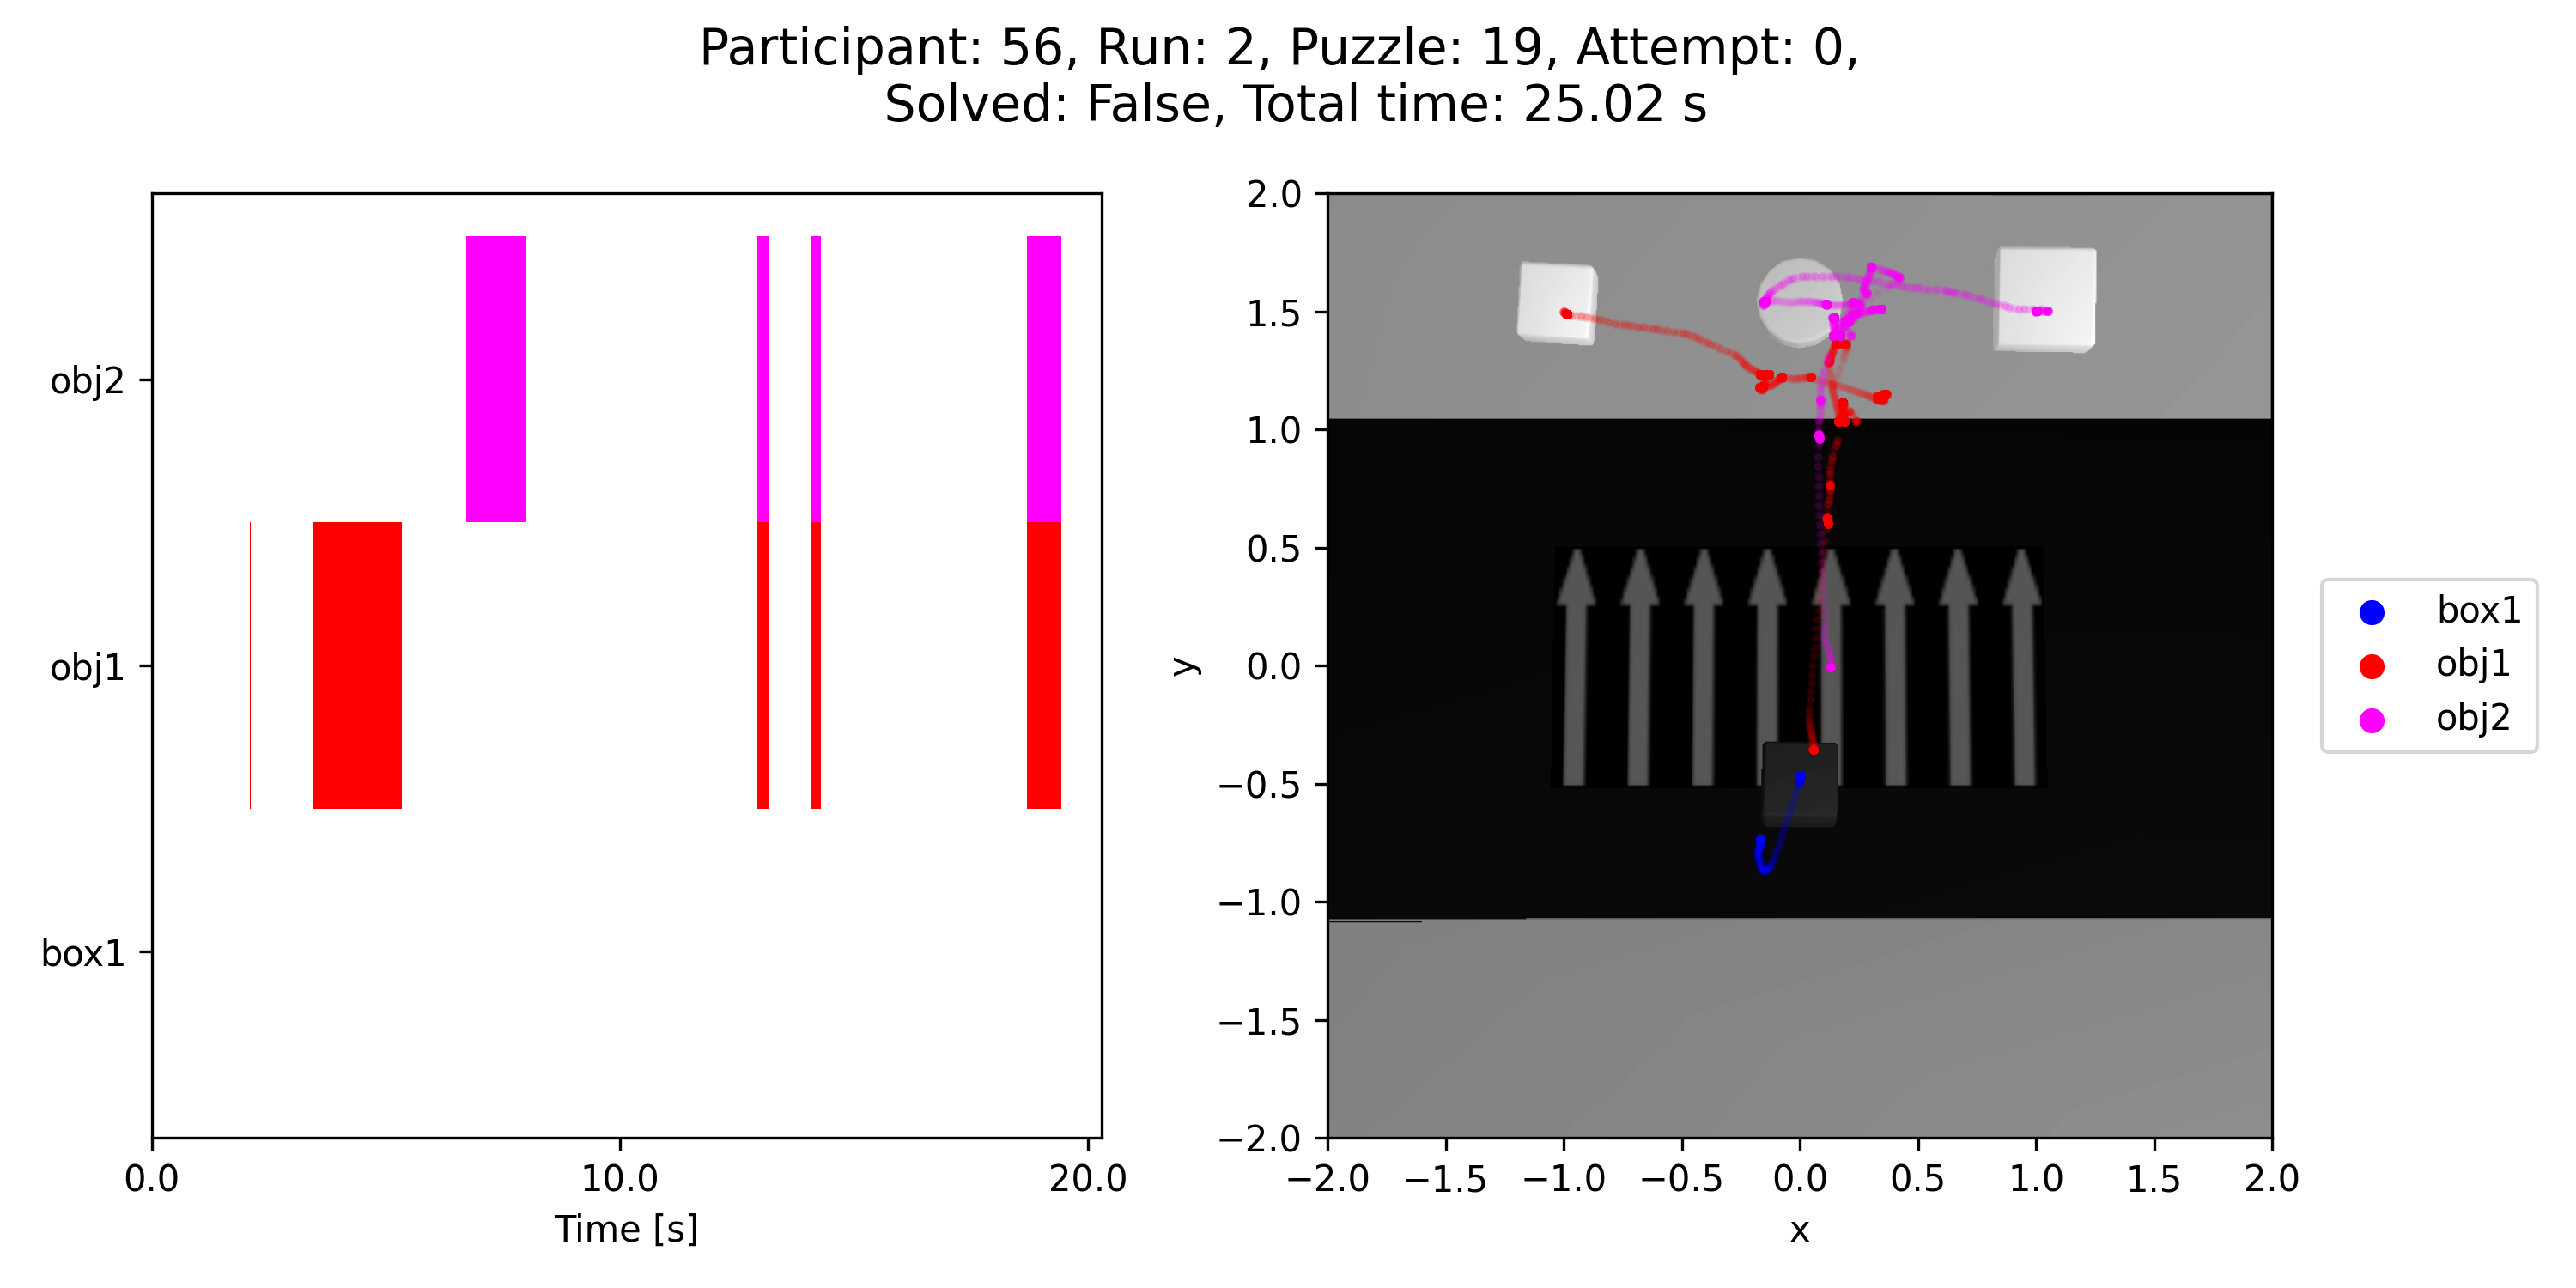 Participant: 56, Run: 2, Puzzle: 19, Attempt: 0,
Solved: False, Total time: 25.02 s
obj2
obj1
box1
0.0 10.0 20.0
Time [s]
2.0
1.5
1.0
0.5
0.0
−0.5
−1.0
−1.5
−2.0
y
−2.0 −1.5 −1.0 −0.5 0.0 0.5 1.0 1.5 2.0
x
box1
obj1
obj2